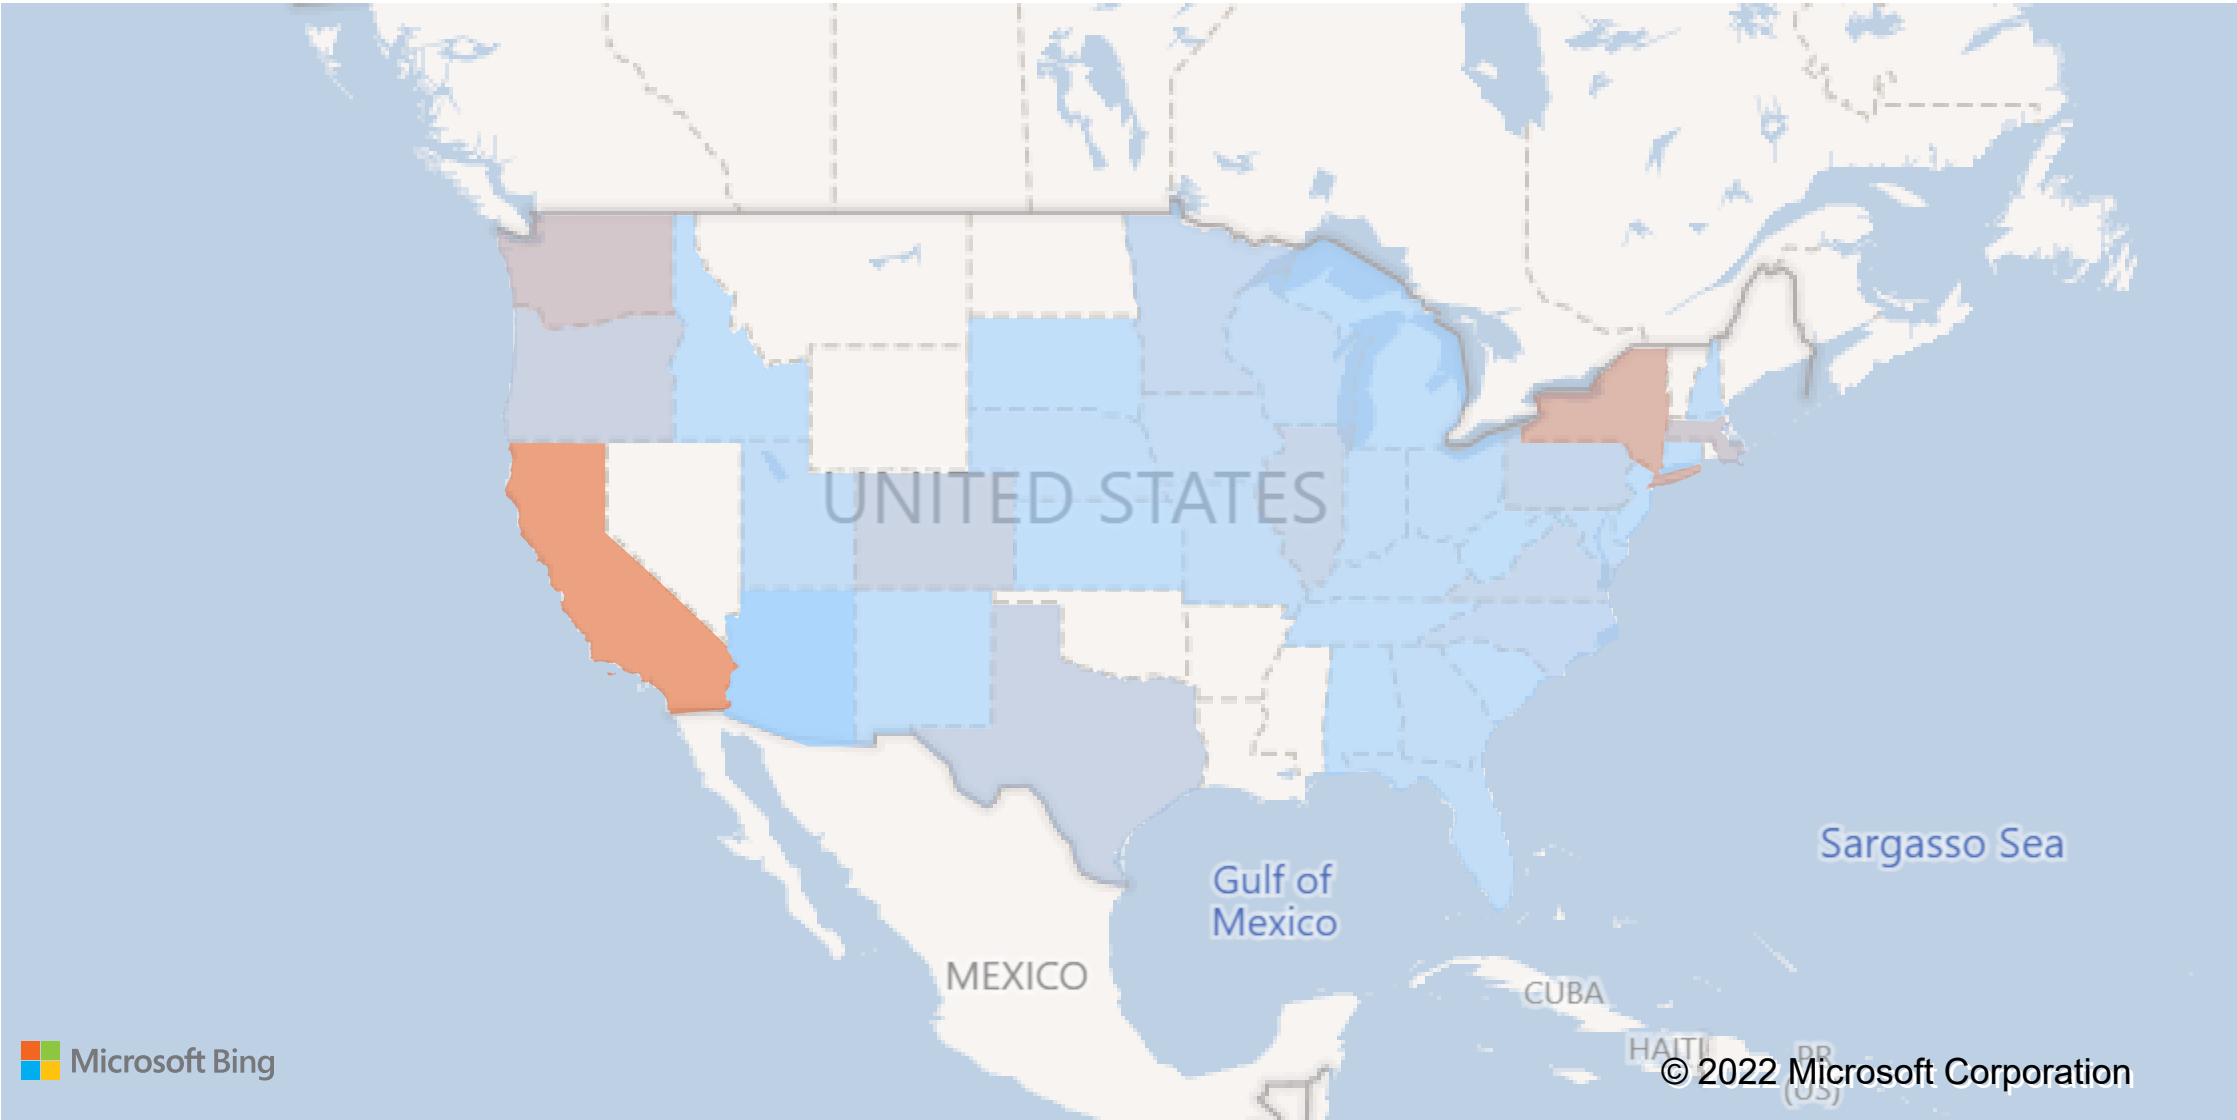 UNITED STATES
Sargasso Sea
Gulf of
Mexico
MEXICO
CUBA
HAITI
PR
(US)
Microsoft Bing
© 2022 Microsoft Corporation